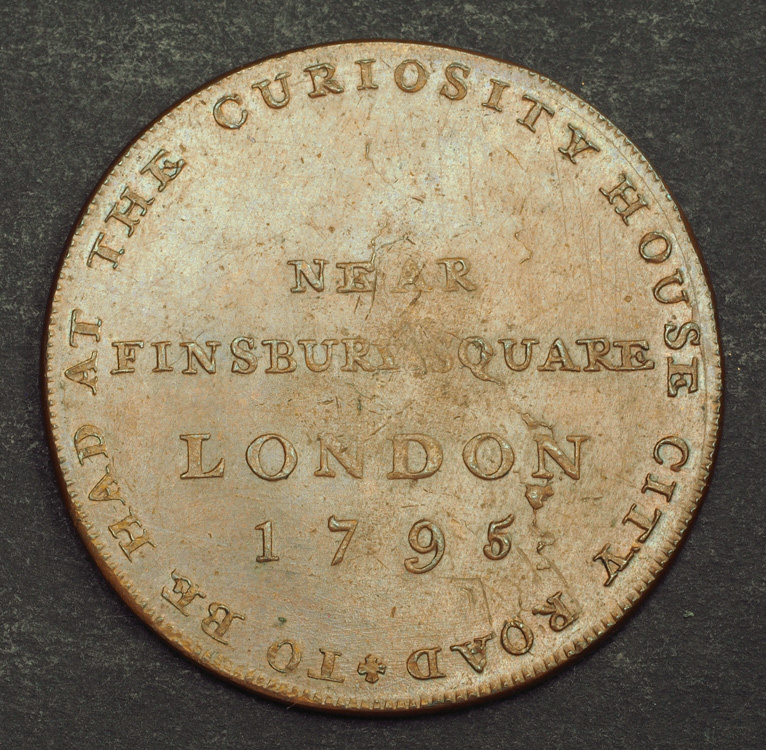 TO BE HAD AT THE CURIOSITY HOUSE CITY ROAD
NEAR
FINSBURY SQUARE
LONDON
1795